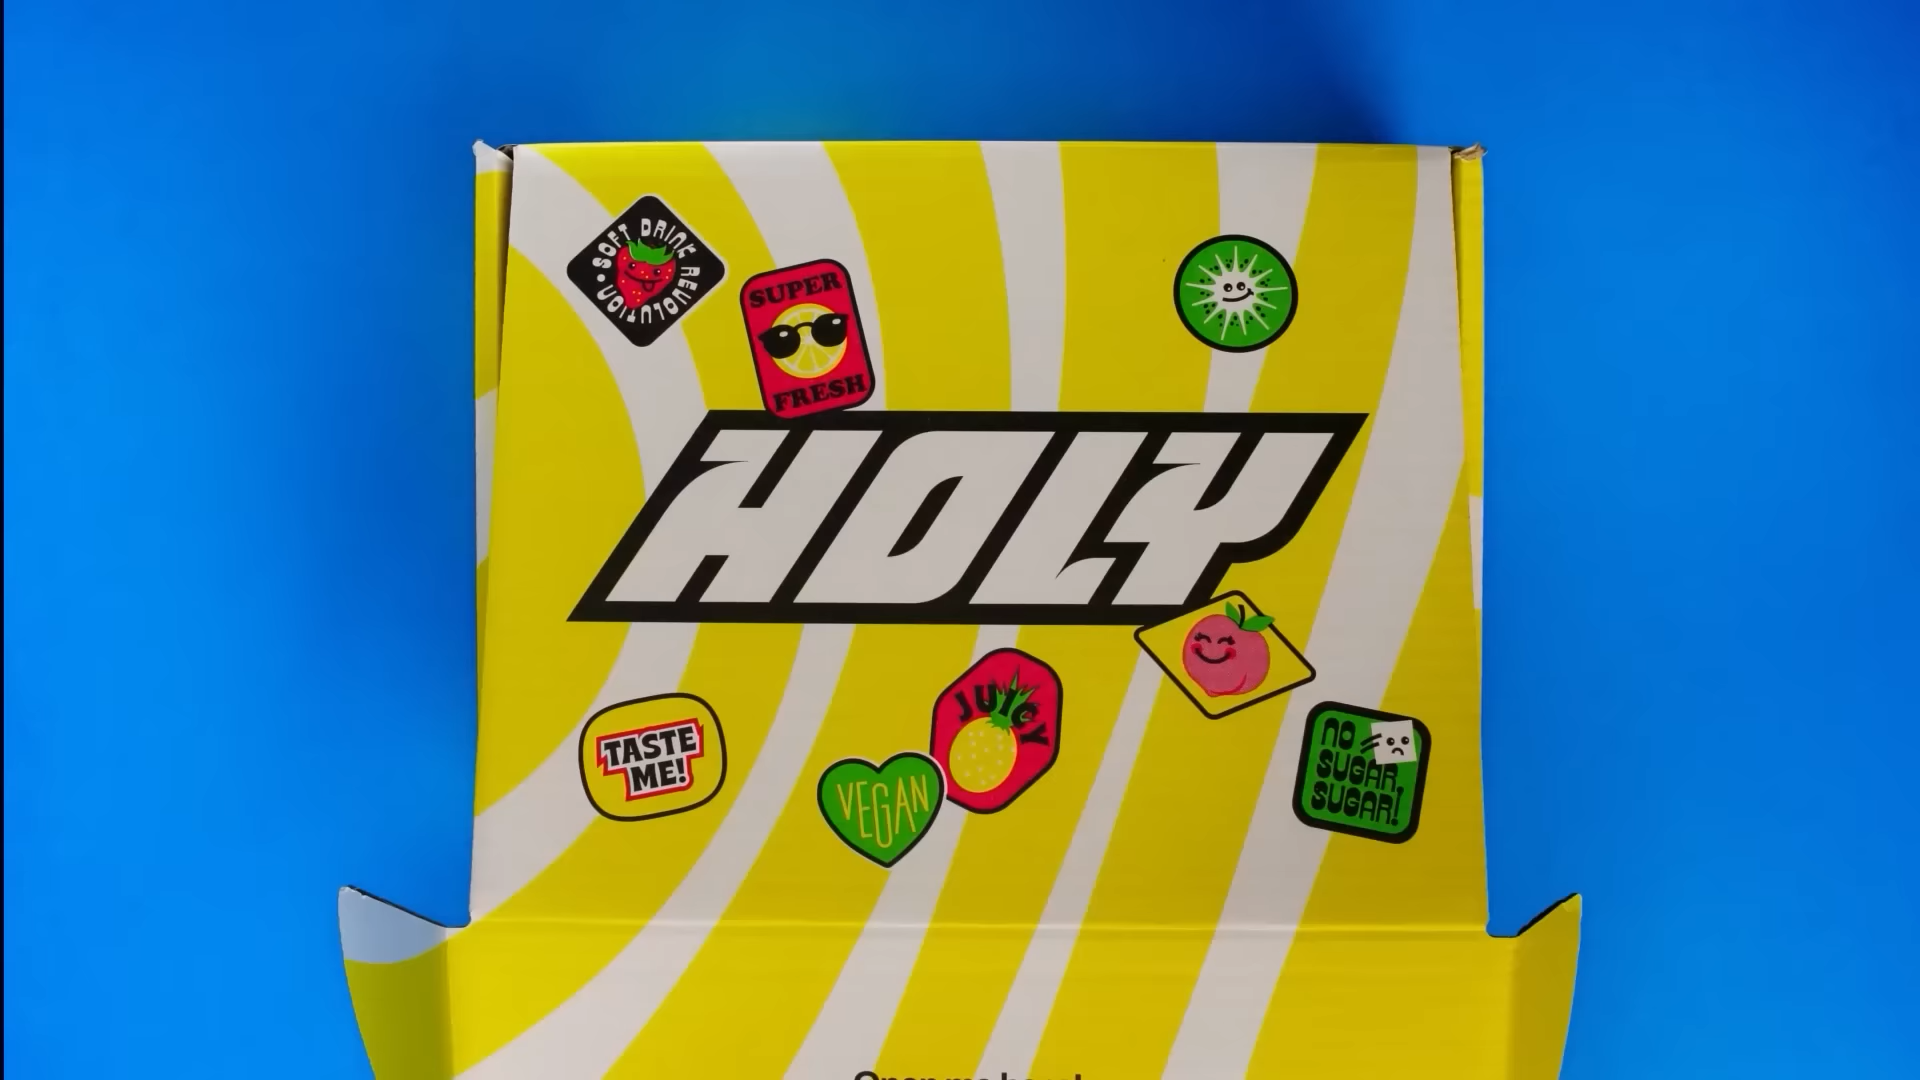 SOFT DRINK REVOLUTION
SUPER
FRESH
HOLY
JUICY
TASTE
ME!
VEGAN
NO
SUGAR,
SUGAR!